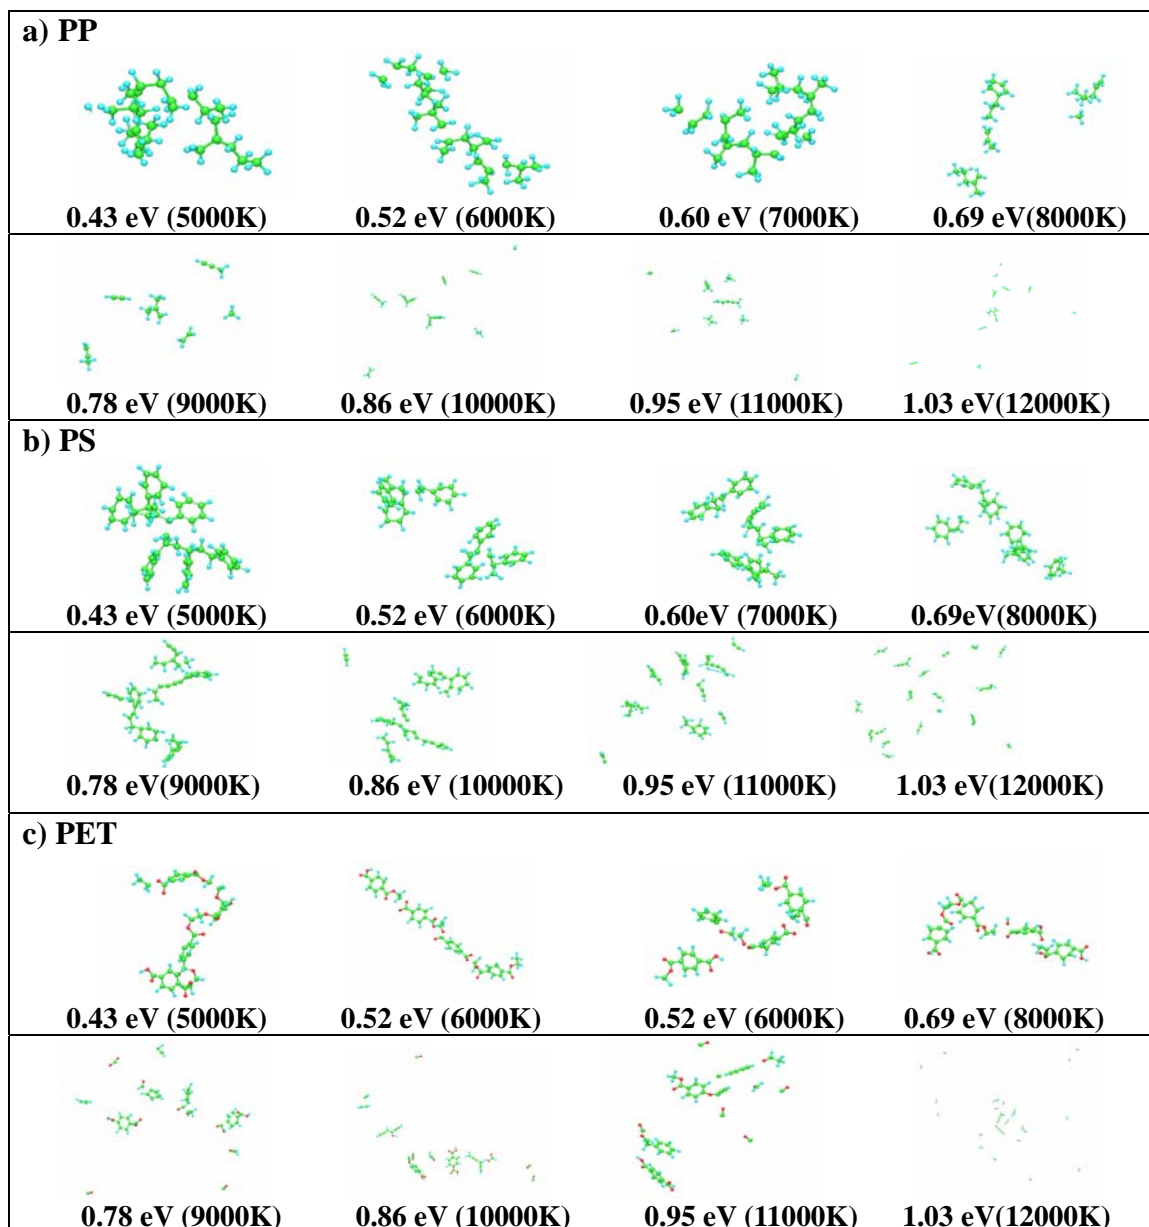 a) PP
0.43 eV (5000K) 0.52 eV (6000K) 0.60 eV (7000K) 0.69 eV(8000K)
0.78 eV (9000K) 0.86 eV (10000K) 0.95 eV (11000K) 1.03 eV(12000K)
b) PS
0.43 eV (5000K) 0.52 eV (6000K) 0.60eV (7000K) 0.69eV(8000K)
0.78 eV(9000K) 0.86 eV (10000K) 0.95 eV (11000K) 1.03 eV(12000K)
c) PET
0.43 eV (5000K) 0.52 eV (6000K) 0.52 eV (6000K) 0.69 eV (8000K)
0.78 eV (9000K) 0.86 eV (10000K) 0.95 eV (11000K) 1.03 eV(12000K)